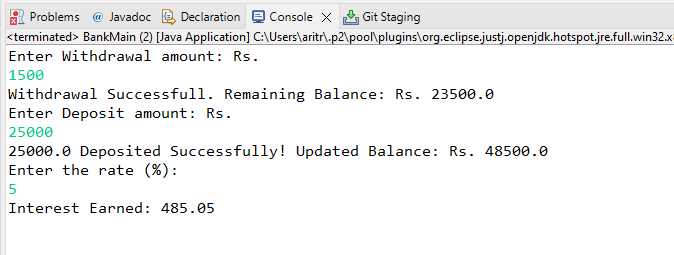 Problems @ Javadoc Declaration Console Git Staging
<terminated> BankMain (2) [Java Application] C:\Users\aritr\.p2\pool\plugins\org.eclipse.justj.openjdk.hotspot.jre.full.win32.x
Enter Withdrawal amount: Rs.
1500
Withdrawal Successfull. Remaining Balance: Rs. 23500.0
Enter Deposit amount: Rs.
25000
25000.0 Deposited Successfully! Updated Balance: Rs. 48500.0
Enter the rate (%):
5
Interest Earned: 485.05